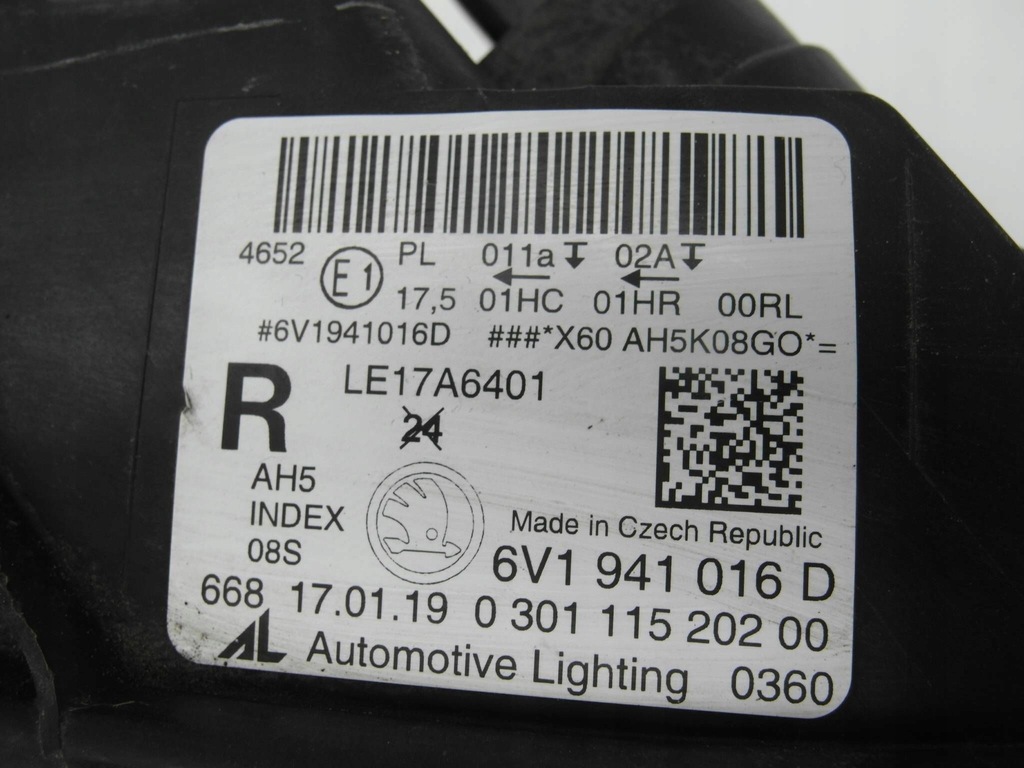 4652 E1 PL 011a 02A
17,5 01HC 01HR 00RL
#6V1941016D ###*X60 AH5K08GO*=
R LE17A6401
24
AH5
INDEX
08S
Made in Czech Republic
6V1 941 016 D
668 17.01.19 0 301 115 202 00
AL Automotive Lighting 0360